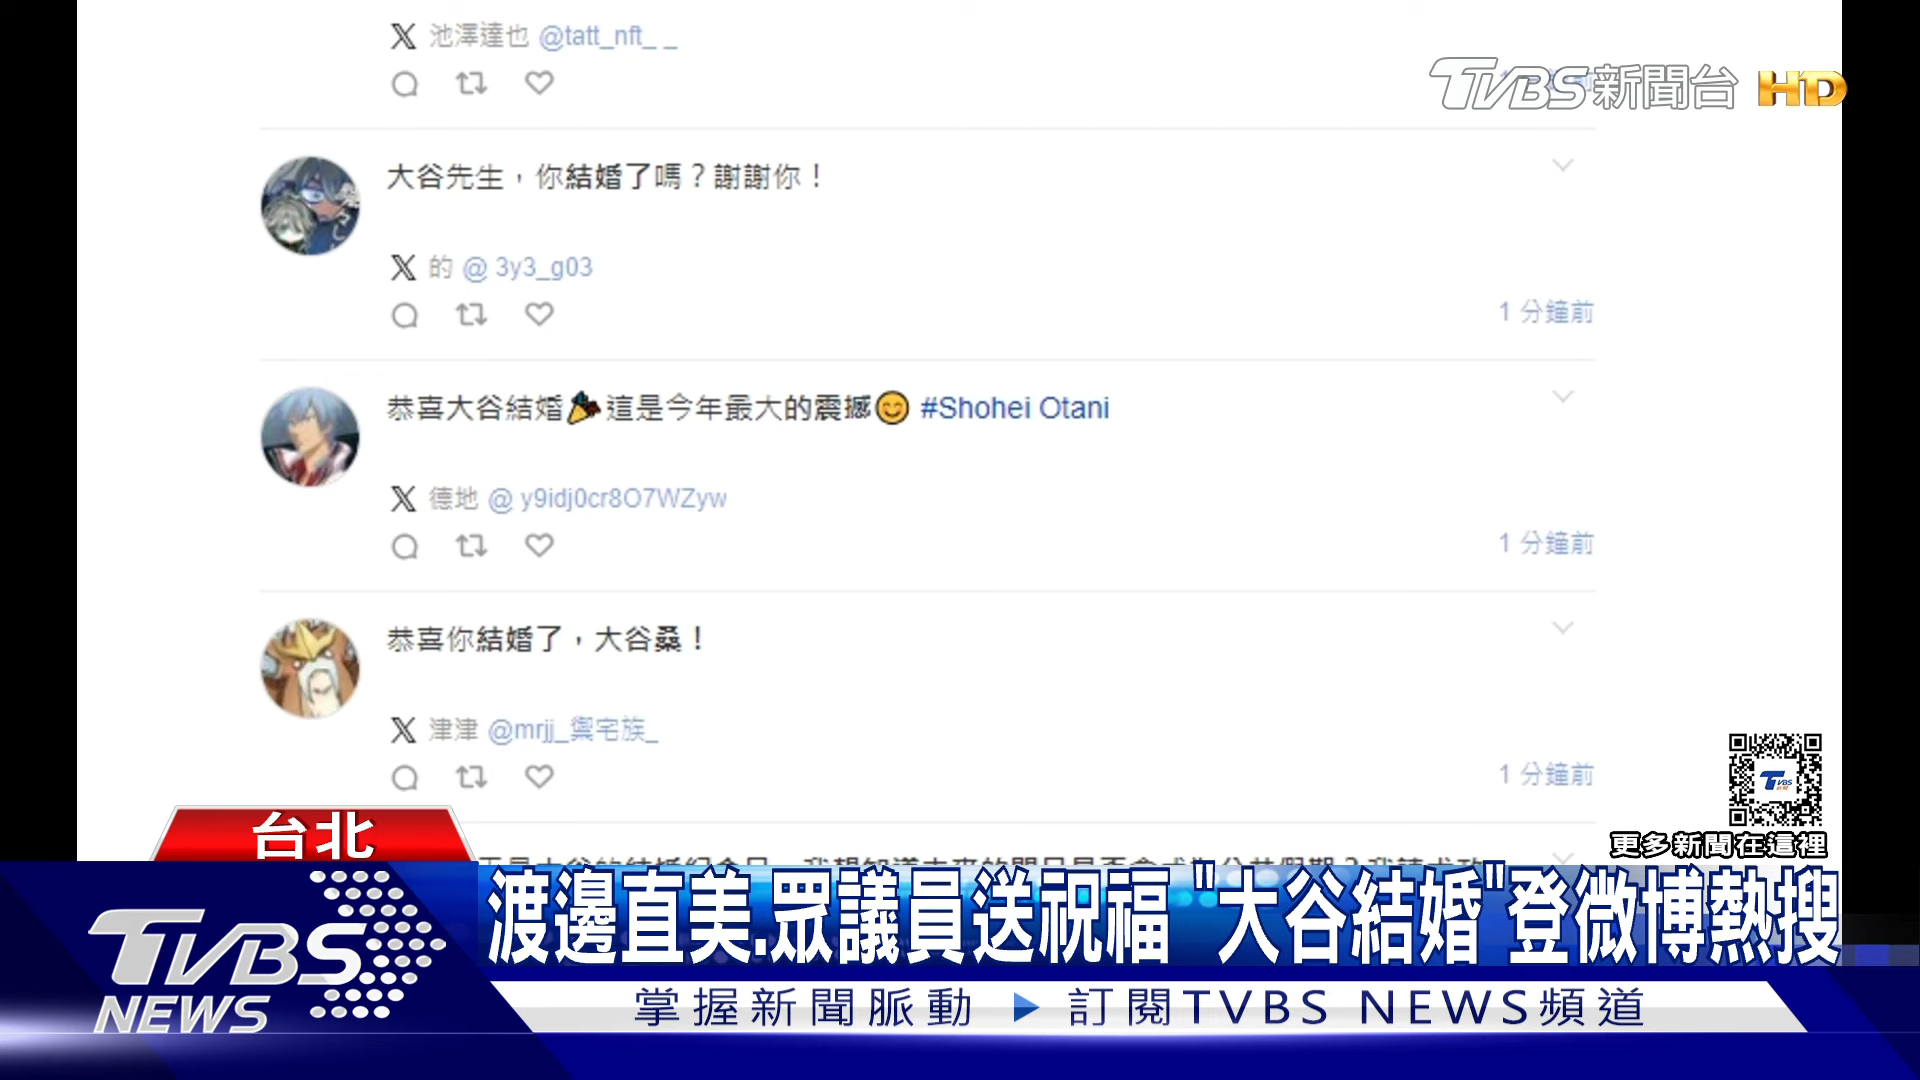 池澤達也 @tatt_nft_ _
TVBS新聞台 HD
大谷先生，你結婚了嗎？謝謝你！
的 @ 3y3_g03
1 分鐘前
恭喜大谷結婚🎉這是今年最大的震撼😊 #Shohei Otani
德地 @ y9idj0cr8O7WZyw
1 分鐘前
恭喜你結婚了，大谷桑！
津津 @mrjj_禦宅族_
1 分鐘前
TVBS 新聞
更多新聞在這裡
台北
渡邊直美.眾議員送祝福 "大谷結婚"登微博熱搜
TVBS NEWS
掌握新聞脈動 ▶ 訂閱TVBS NEWS頻道